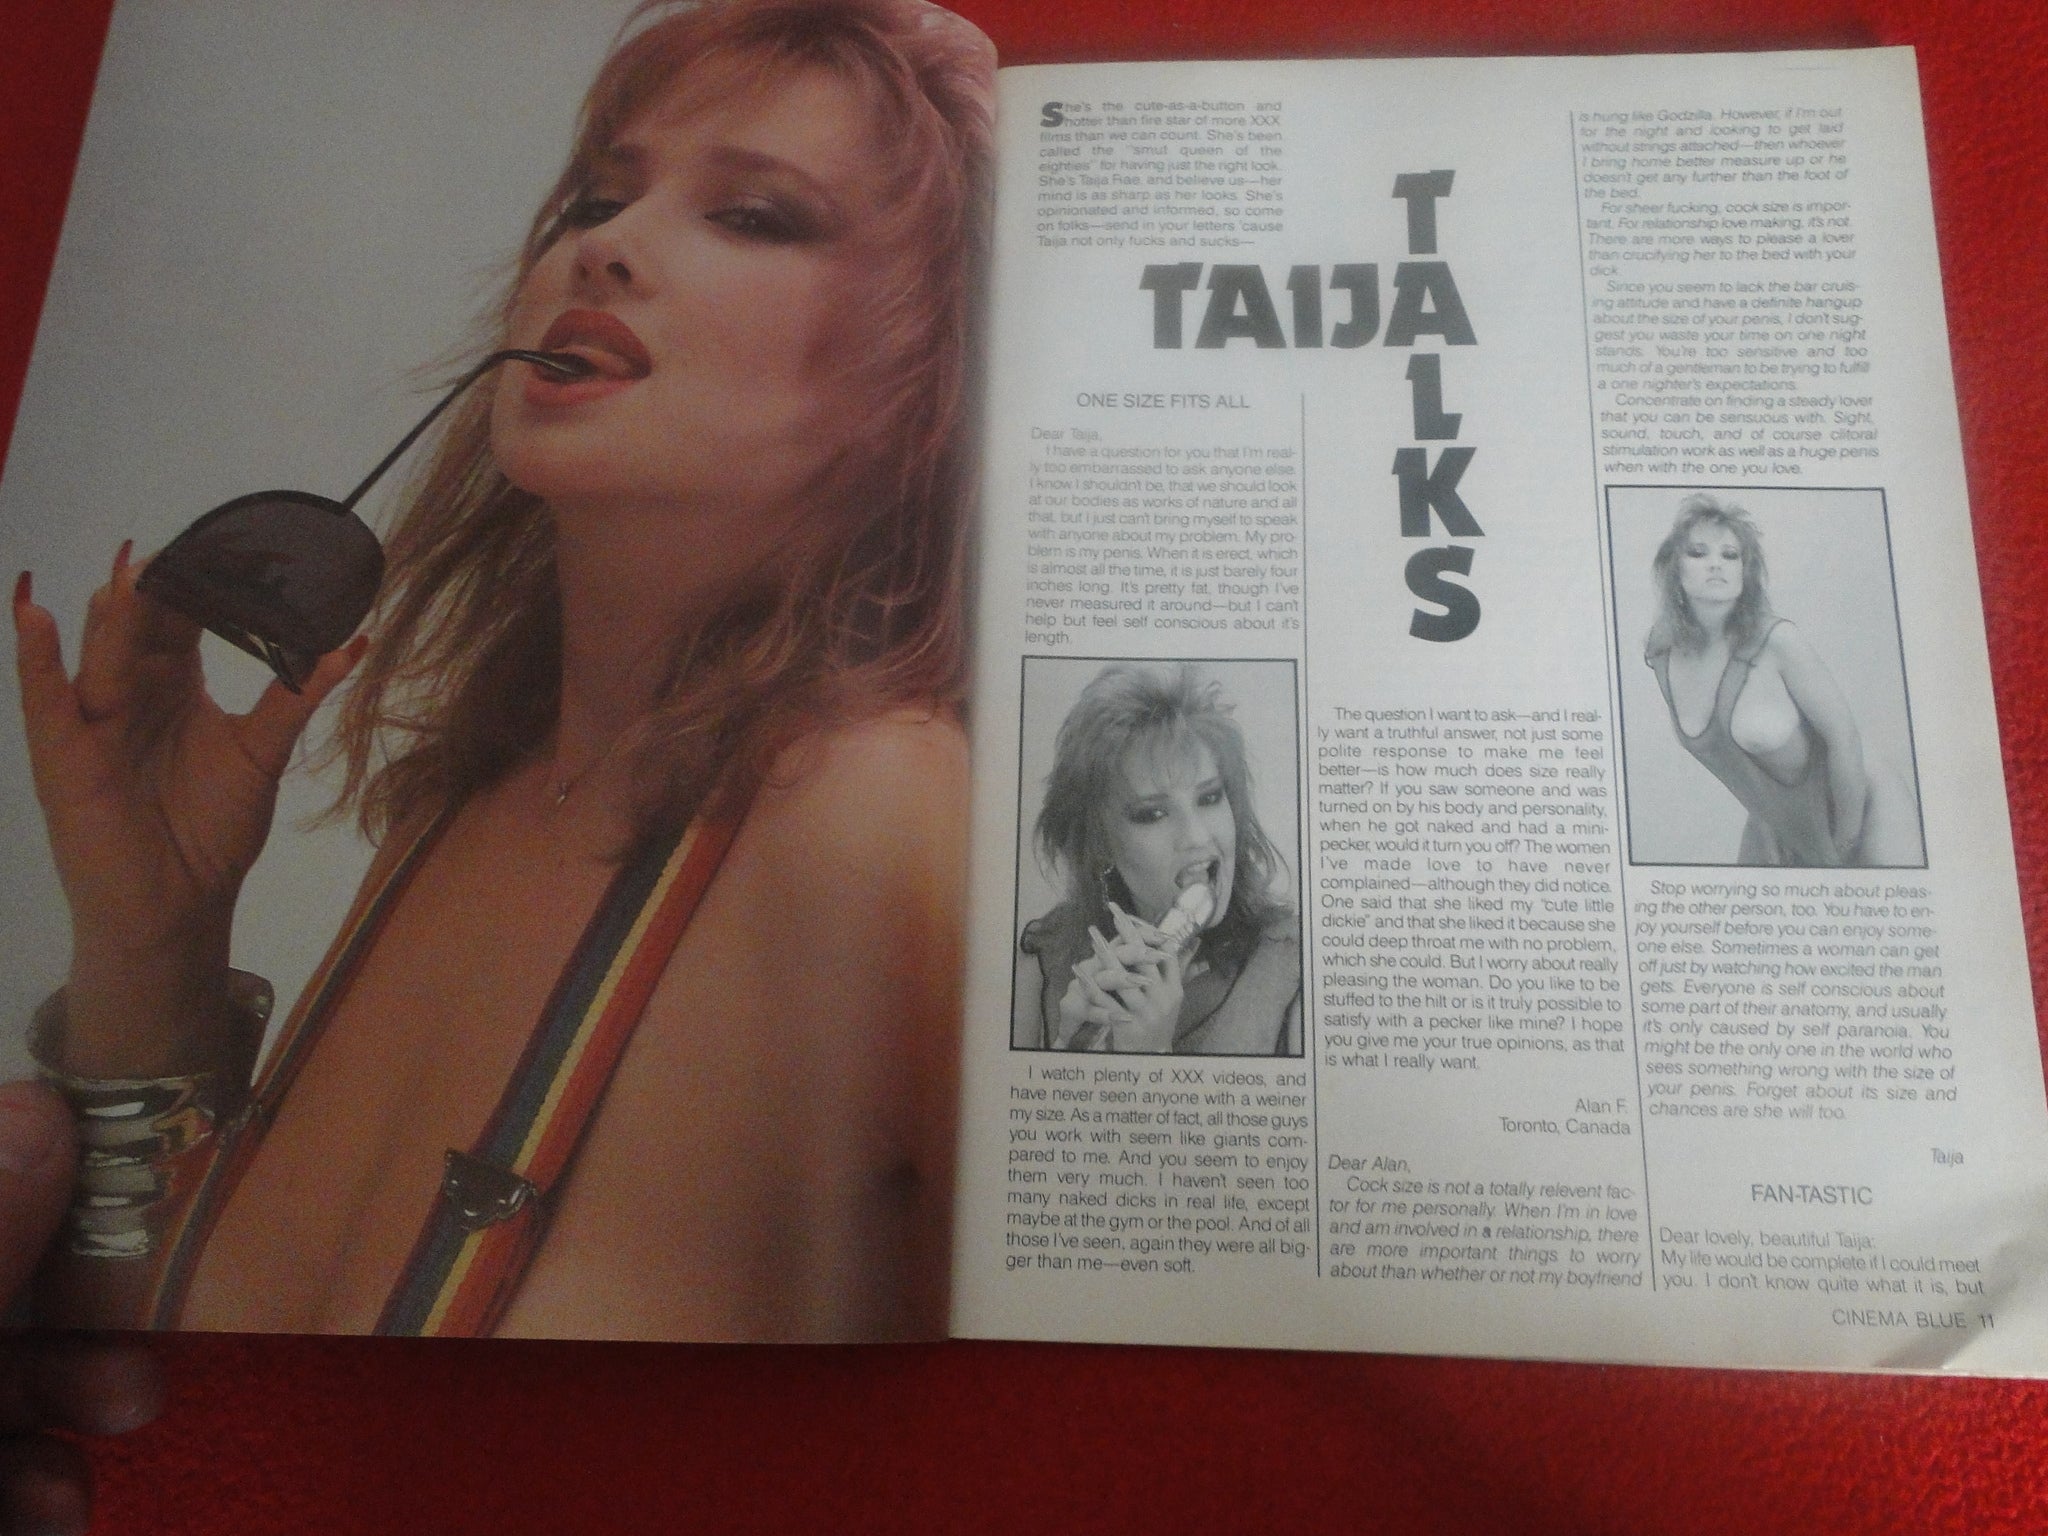 She's the cute-as-a-button and
hotter than fire star of more XXX
films than we can count. She's been
called the "smut queen of the
eighties" for having just the right look.
She's Taija Rae, and believe us—her
mind is as sharp as her looks. She's
opinionated and informed, so come
on folks—send in your letters 'cause
Taija not only fucks and sucks—
TAIJA
TALKS
ONE SIZE FITS ALL
Dear Taija,
I have a question for you that I'm real-
ly too embarrassed to ask anyone else.
I know I shouldn't be, that we should look
at our bodies as works of nature and all
that, but I just can't bring myself to speak
with anyone about my problem. My pro-
blem is my penis. When it is erect, which
is almost all the time, it is just barely four
inches long. It's pretty fat, though I've
never measured it around—but I can't
help but feel self conscious about it's
length.
I watch plenty of XXX videos, and
have never seen anyone with a weiner
my size. As a matter of fact, all those guys
you work with seem like giants com-
pared to me. And you seem to enjoy
them very much. I haven't seen too
many naked dicks in real life, except
maybe at the gym or the pool. And of all
those I've seen, again they were all big-
ger than me—even soft.
The question I want to ask—and I real-
ly want a truthful answer, not just some
polite response to make me feel
better—is how much does size really
matter? If you saw someone and was
turned on by his body and personality,
when he got naked and had a mini-
pecker, would it turn you off? The women
I've made love to have never
complained—although they did notice.
One said that she liked my "cute little
dickie" and that she liked it because she
could deep throat me with no problem,
which she could. But I worry about really
pleasing the woman. Do you like to be
stuffed to the hilt or is it truly possible to
satisfy with a pecker like mine? I hope
you give me your true opinions, as that
is what I really want.
Alan F.
Toronto, Canada
Dear Alan,
Cock size is not a totally relevent fac-
tor for me personally. When I'm in love
and am involved in a relationship, there
are more important things to worry
about than whether or not my boyfriend
is hung like Godzilla. However, if I'm out
for the night and looking to get laid
without strings attached—then whoever
I bring home better measure up or he
doesn't get any further than the foot of
the bed.
For sheer fucking, cock size is impor-
tant. For relationship love making, it's not.
There are more ways to please a lover
than crucifying her to the bed with your
dick.
Since you seem to lack the bar cruis-
ing attitude and have a definite hangup
about the size of your penis, I don't sug-
gest you waste your time on one night
stands. You're too sensitive and too
much of a gentleman to be trying to fulfill
a one nighter's expectations.
Concentrate on finding a steady lover
that you can be sensuous with. Sight,
sound, touch, and of course clitoral
stimulation work as well as a huge penis
when with the one you love.
Stop worrying so much about pleas-
ing the other person, too. You have to en-
joy yourself before you can enjoy some-
one else. Sometimes a woman can get
off just by watching how excited the man
gets. Everyone is self conscious about
some part of their anatomy, and usually
it's only caused by self paranoia. You
might be the only one in the world who
sees something wrong with the size of
your penis. Forget about its size and
chances are she will too.
Taija
FAN-TASTIC
Dear lovely, beautiful Taija:
My life would be complete if I could meet
you. I don't know quite what it is, but
CINEMA BLUE 11